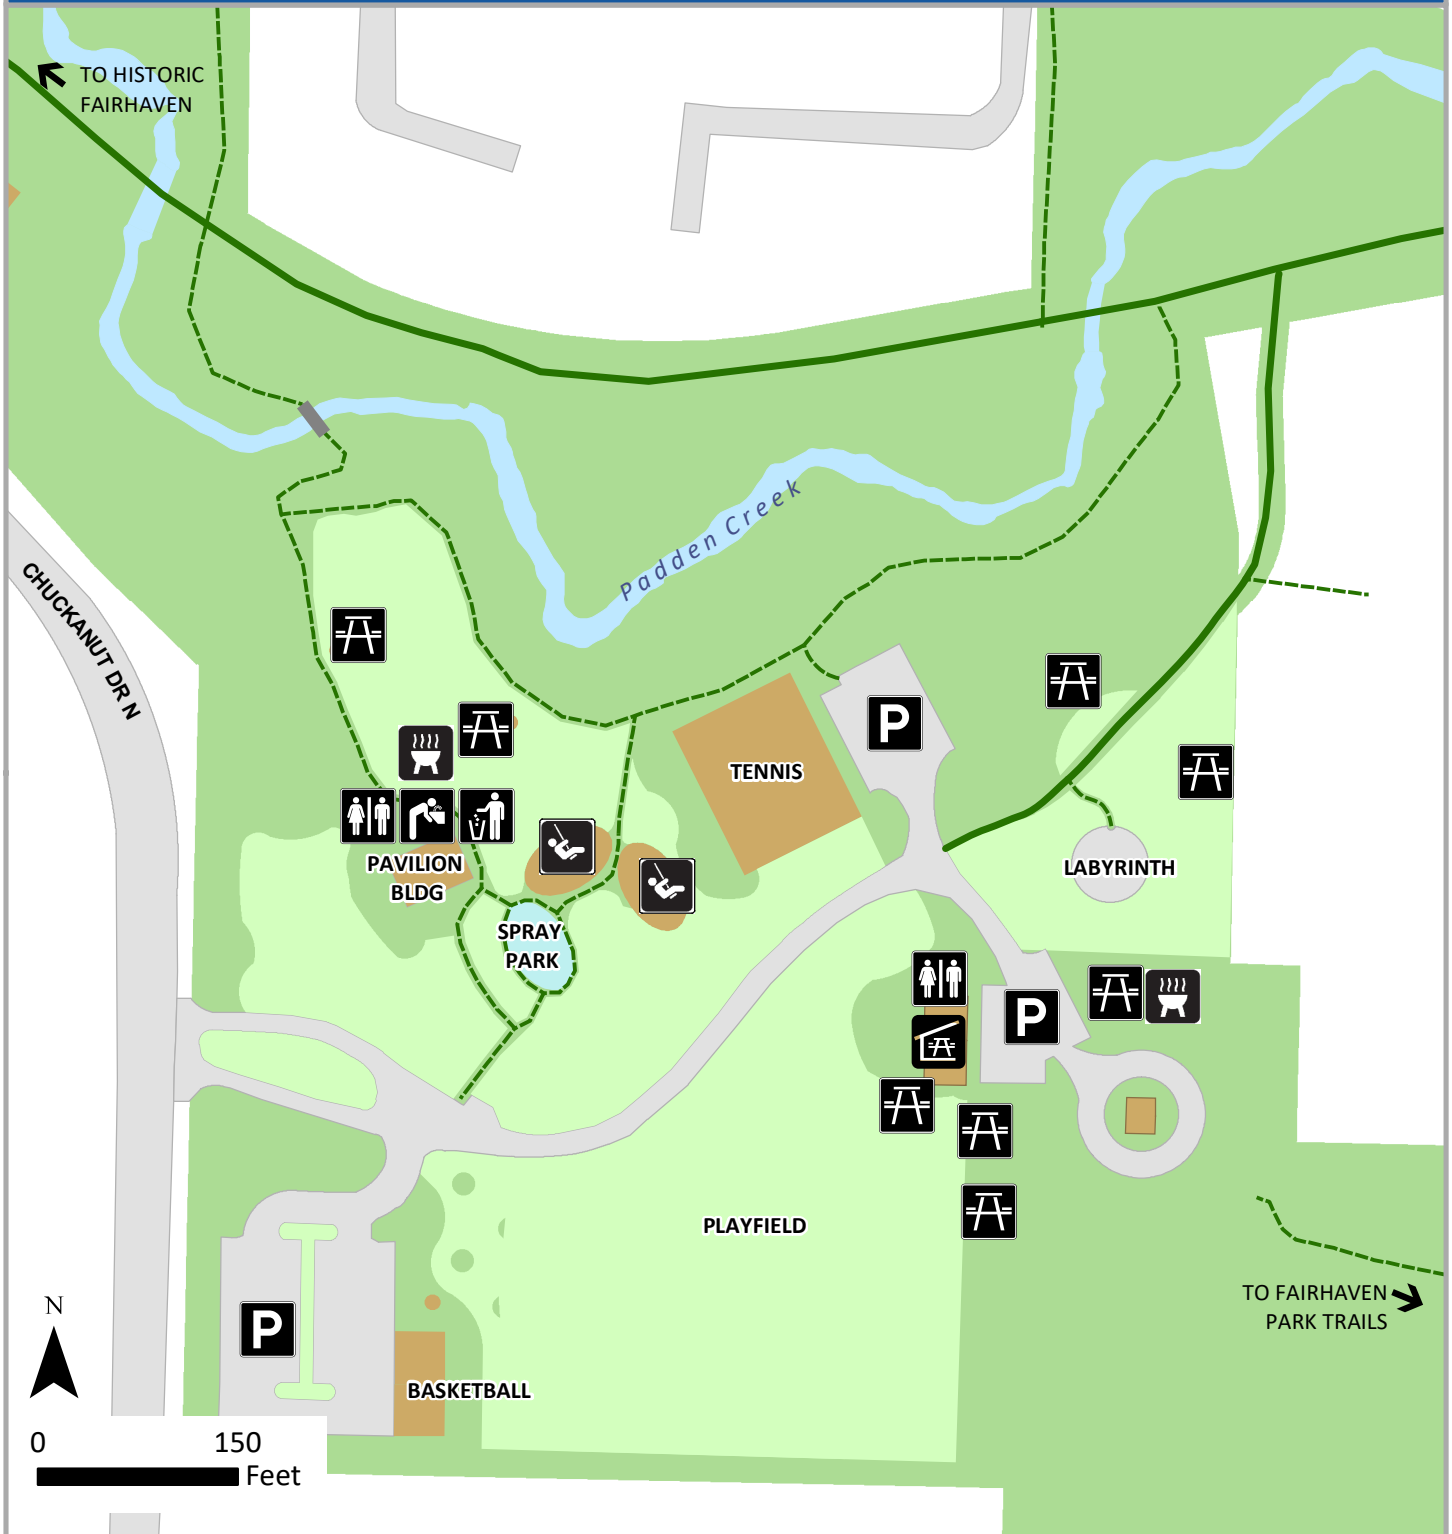 TO HISTORIC
FAIRHAVEN
Padden Creek
CHUCKANUT DR N
P
TENNIS
PAVILION
BLDG
LABYRINTH
SPRAY
PARK
P
PLAYFIELD
TO FAIRHAVEN
PARK TRAILS
N
P
BASKETBALL
0 150
Feet